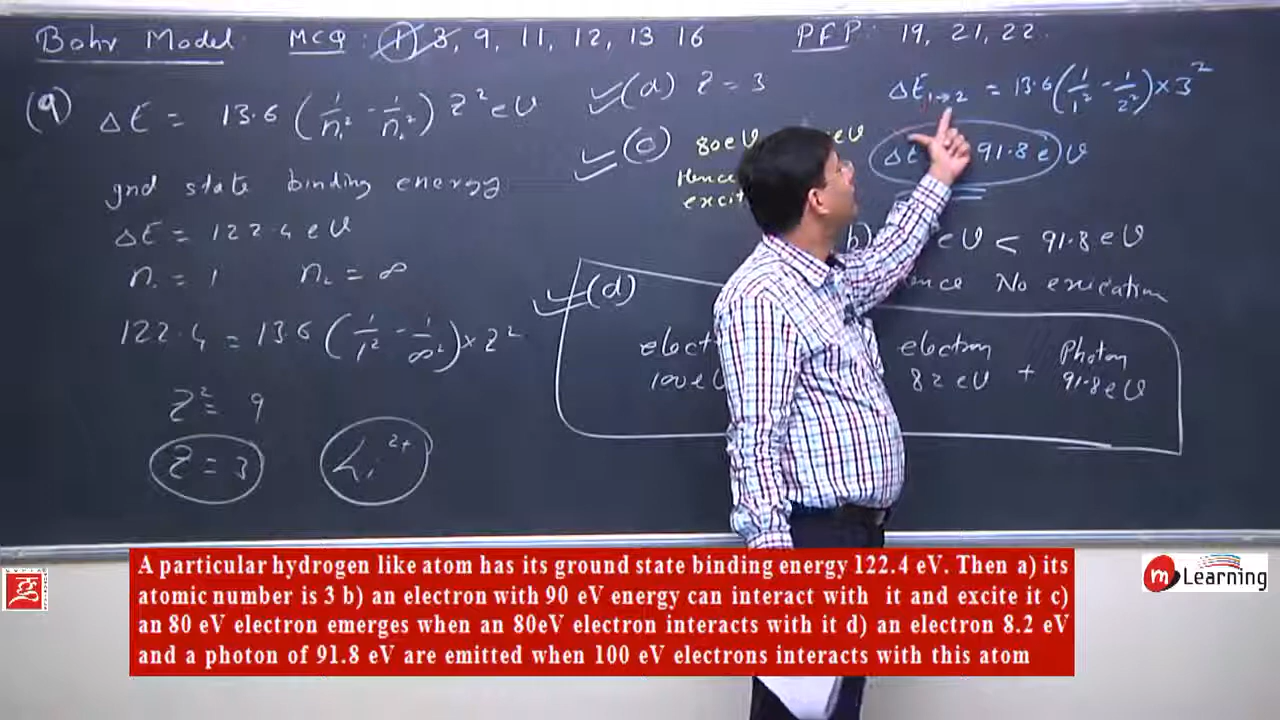 Bohr Model MCQ 1, 3, 9, 11, 12, 13 16 PFP: 19, 21, 22
(9) ΔE = 13.6 (1/n₁² - 1/n₂²) Z² eV
gnd state binding energy
ΔE = 122.4 eV
n₁ = 1 n₂ = ∞
122.4 = 13.6 (1/1² - 1/∞²) × Z²
Z² = 9
Z = 3 Li²⁺
✓(a) Z = 3
✓(c) 80eV eV
Hence
ΔE₁→₂ = 13.6 (1/1² - 1/2²) × 3²
91.8 eV
b) eV < 91.8 eV
No excitation
✓(d)
100 eV
electron + Photon
82 eV 91.8eV
A particular hydrogen like atom has its ground state binding energy 122.4 eV. Then a) its
atomic number is 3 b) an electron with 90 eV energy can interact with it and excite it c)
an 80 eV electron emerges when an 80eV electron interacts with it d) an electron 8.2 eV
and a photon of 91.8 eV are emitted when 100 eV electrons interacts with this atom
m Learning